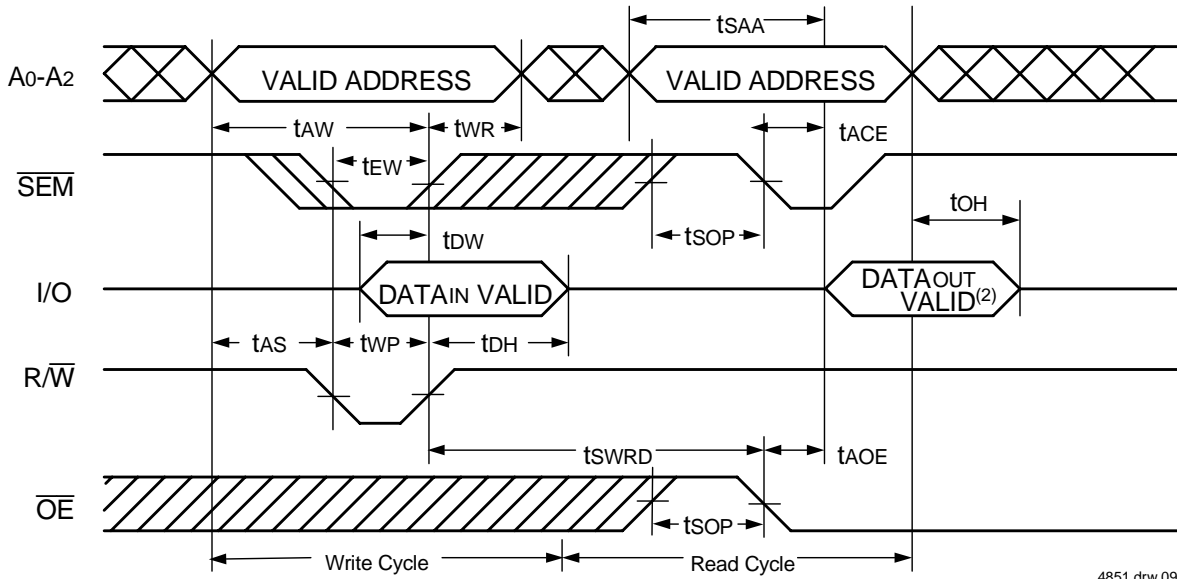 tSAA
A0-A2
VALID ADDRESS
VALID ADDRESS
tAW
tWR
tACE
tEW
SEM
tOH
tSOP
tDW
I/O
DATAIN VALID
DATAOUT
VALID(2)
tAS
tWP
tDH
R/W
tSWRD
tAOE
OE
tSOP
Write Cycle
Read Cycle
4851 drw 09